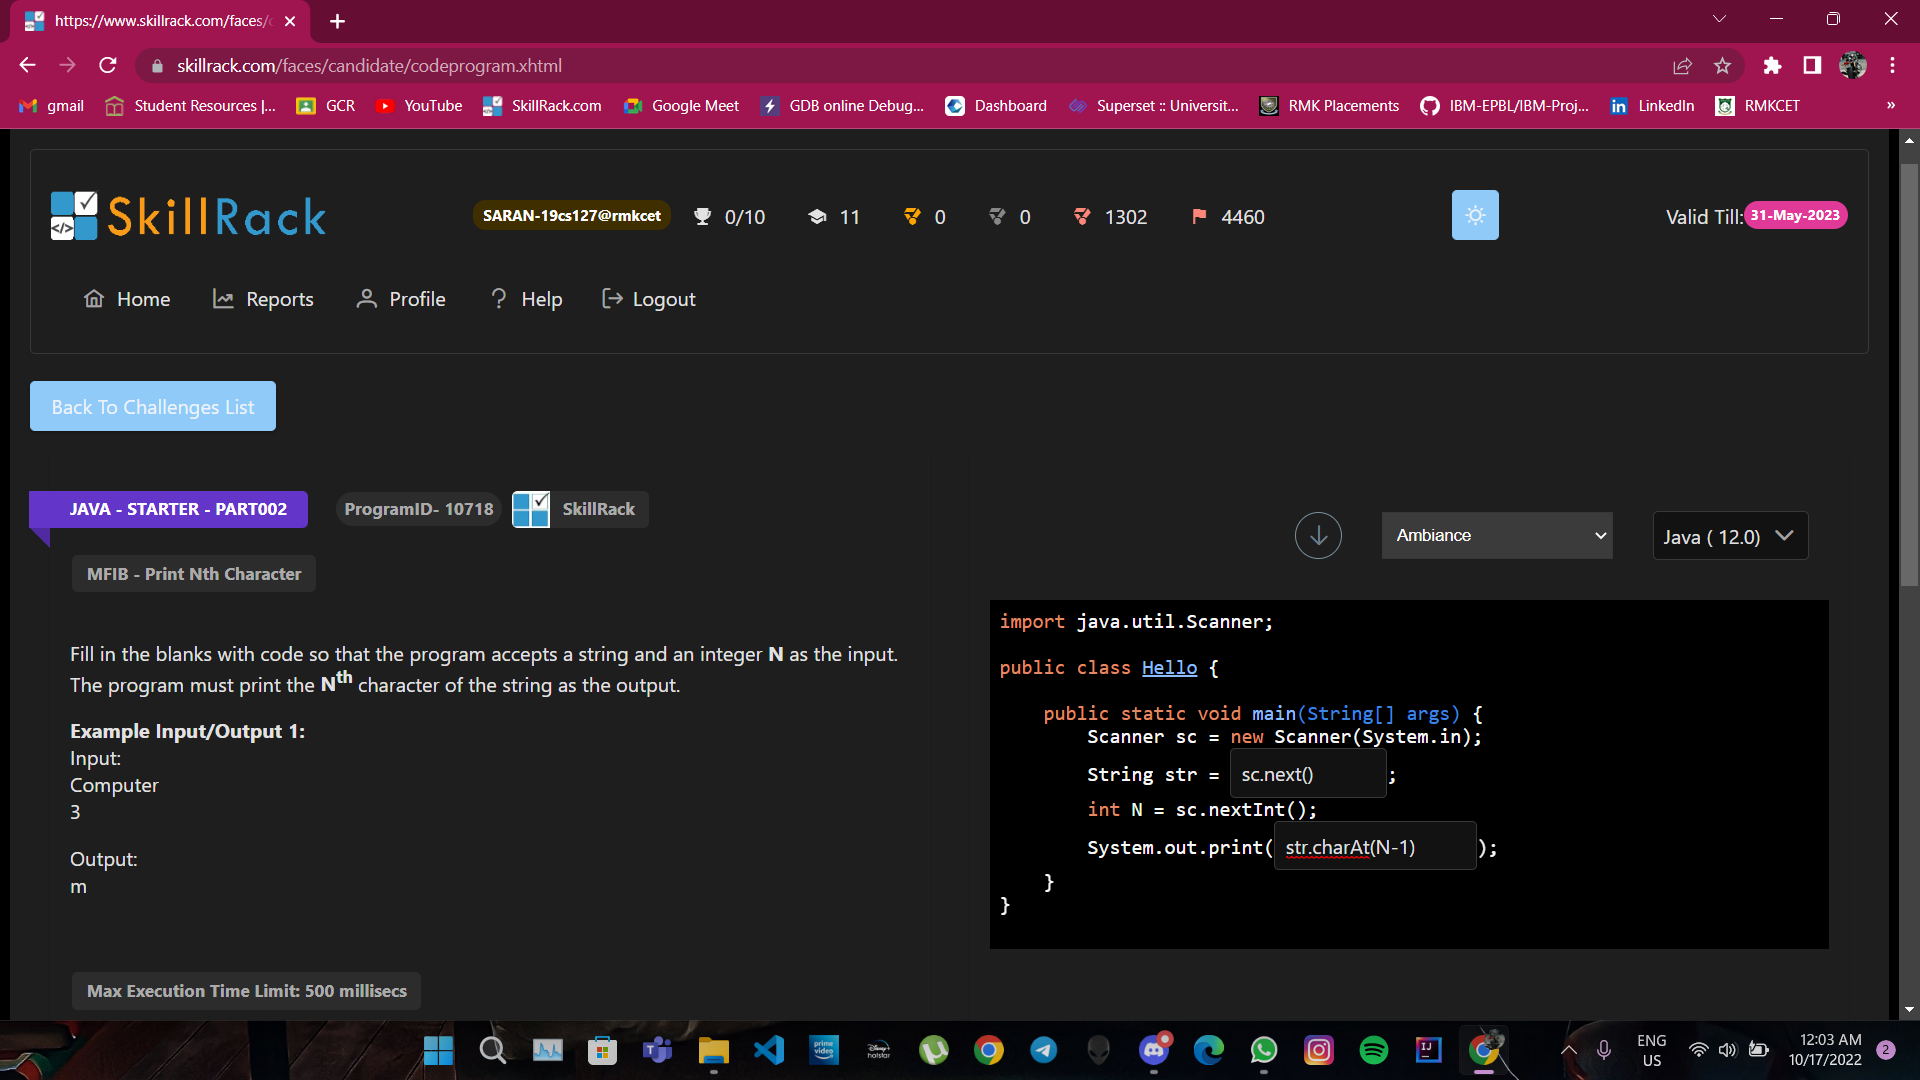 https://www.skillrack.com/faces/c
skillrack.com/faces/candidate/codeprogram.xhtml
gmail Student Resources |... GCR YouTube SkillRack.com Google Meet GDB online Debug... Dashboard Superset :: Universit... RMK Placements IBM-EPBL/IBM-Proj... LinkedIn RMKCET »
SkillRack SARAN-19cs127@rmkcet 0/10 11 0 0 1302 4460 Valid Till: 31-May-2023
Home Reports Profile Help Logout
Back To Challenges List
JAVA - STARTER - PART002 ProgramID- 10718 SkillRack
Ambiance Java ( 12.0)
MFIB - Print Nth Character
Fill in the blanks with code so that the program accepts a string and an integer N as the input.
The program must print the Nth character of the string as the output.
Example Input/Output 1:
Input:
Computer
3
Output:
m
Max Execution Time Limit: 500 millisecs
import java.util.Scanner;
public class Hello {
public static void main(String[] args) {
Scanner sc = new Scanner(System.in);
String str = sc.next() ;
int N = sc.nextInt();
System.out.print( str.charAt(N-1) );
}
}
prime video
Disney+ hotstar
ENG
US
12:03 AM
10/17/2022
2